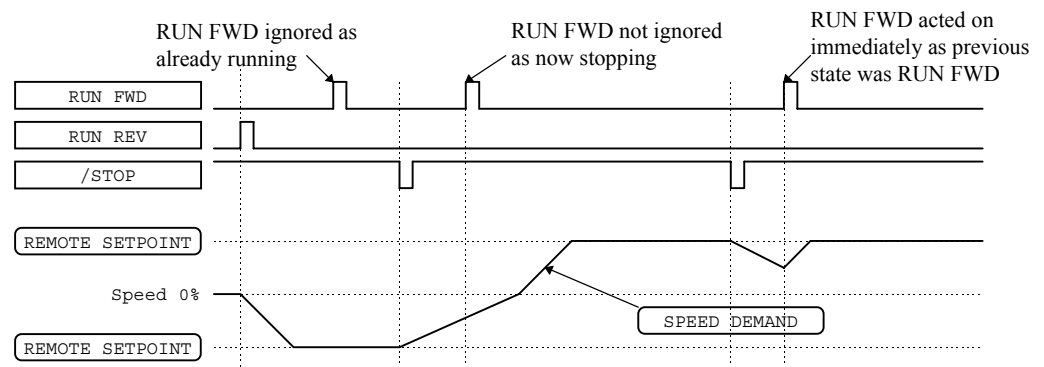 RUN FWD ignored as
already running
RUN FWD not ignored
as now stopping
RUN FWD acted on
immediately as previous
state was RUN FWD
RUN FWD
RUN REV
/STOP
REMOTE SETPOINT
Speed 0%
SPEED DEMAND
REMOTE SETPOINT